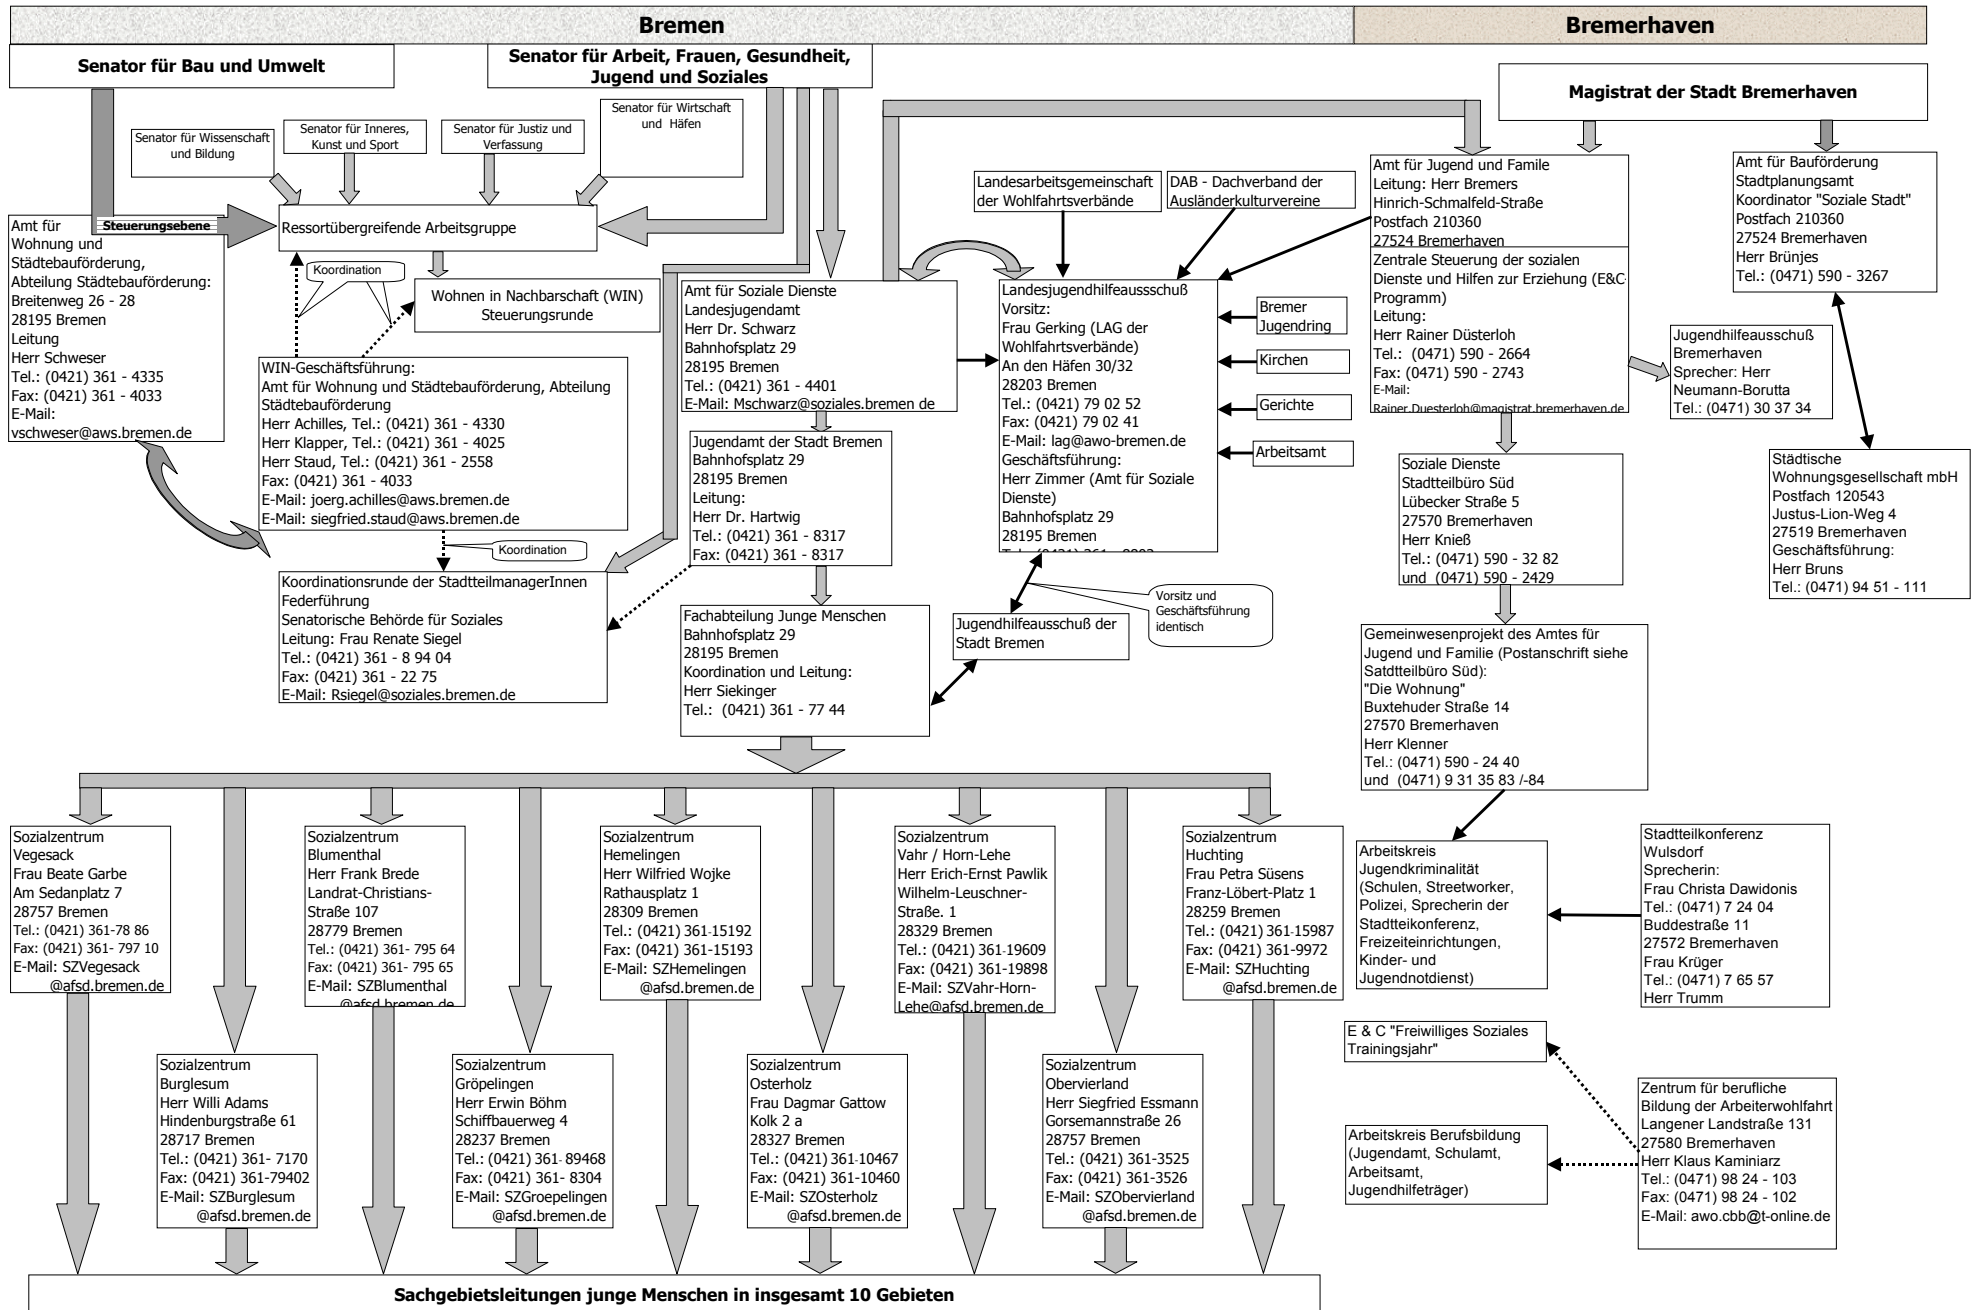 Bremen
Bremerhaven
Senator für Bau und Umwelt
Senator für Arbeit, Frauen, Gesundheit,
Jugend und Soziales
Magistrat der Stadt Bremerhaven
Senator für Wissenschaft
und Bildung
Senator für Inneres,
Kunst und Sport
Senator für Justiz und
Verfassung
Senator für Wirtschaft
und Häfen
Amt für
Wohnung und
Städtebauförderung,
Abteilung Städtebauförderung:
Breitenweg 26 - 28
28195 Bremen
Leitung
Herr Schweser
Tel.: (0421) 361 - 4335
Fax: (0421) 361 - 4033
E-Mail:
vschweser@aws.bremen.de
Steuerungsebene
Ressortübergreifende Arbeitsgruppe
Koordination
Wohnen in Nachbarschaft (WIN)
Steuerungsrunde
WIN-Geschäftsführung:
Amt für Wohnung und Städtebauförderung, Abteilung
Städtebauförderung
Herr Achilles, Tel.: (0421) 361 - 4330
Herr Klapper, Tel.: (0421) 361 - 4025
Herr Staud, Tel.: (0421) 361 - 2558
Fax: (0421) 361 - 4033
E-Mail: joerg.achilles@aws.bremen.de
E-Mail: siegfried.staud@aws.bremen.de
Koordination
Koordinationsrunde der StadtteilmanagerInnen
Federführung
Senatorische Behörde für Soziales
Leitung: Frau Renate Siegel
Tel.: (0421) 361 - 8 94 04
Fax: (0421) 361 - 22 75
E-Mail: Rsiegel@soziales.bremen.de
Amt für Soziale Dienste
Landesjugendamt
Herr Dr. Schwarz
Bahnhofsplatz 29
28195 Bremen
Tel.: (0421) 361 - 4401
E-Mail: Mschwarz@soziales.bremen de
Jugendamt der Stadt Bremen
Bahnhofsplatz 29
28195 Bremen
Leitung:
Herr Dr. Hartwig
Tel.: (0421) 361 - 8317
Fax: (0421) 361 - 8317
Fachabteilung Junge Menschen
Bahnhofsplatz 29
28195 Bremen
Koordination und Leitung:
Herr Siekinger
Tel.: (0421) 361 - 77 44
Landesarbeitsgemeinschaft
der Wohlfahrtsverbände
DAB - Dachverband der
Ausländerkulturvereine
Landesjugendhilfeaussschuß
Vorsitz:
Frau Gerking (LAG der
Wohlfahrtsverbände)
An den Häfen 30/32
28203 Bremen
Tel.: (0421) 79 02 52
Fax: (0421) 79 02 41
E-Mail: lag@awo-bremen.de
Geschäftsführung:
Herr Zimmer (Amt für Soziale
Dienste)
Bahnhofsplatz 29
28195 Bremen
Bremer
Jugendring
Kirchen
Gerichte
Arbeitsamt
Vorsitz und
Geschäftsführung
identisch
Jugendhilfeausschuß der
Stadt Bremen
Amt für Jugend und Famile
Leitung: Herr Bremers
Hinrich-Schmalfeld-Straße
Postfach 210360
27524 Bremerhaven
Zentrale Steuerung der sozialen
Dienste und Hilfen zur Erziehung (E&C-
Programm)
Leitung:
Herr Rainer Düsterloh
Tel.: (0471) 590 - 2664
Fax: (0471) 590 - 2743
E-Mail:
Rainer.Duesterloh@magistrat.bremerhaven.de
Amt für Bauförderung
Stadtplanungsamt
Koordinator "Soziale Stadt"
Postfach 210360
27524 Bremerhaven
Herr Brünjes
Tel.: (0471) 590 - 3267
Jugendhilfeausschuß
Bremerhaven
Sprecher: Herr
Neumann-Borutta
Tel.: (0471) 30 37 34
Soziale Dienste
Stadtteilbüro Süd
Lübecker Straße 5
27570 Bremerhaven
Herr Knieß
Tel.: (0471) 590 - 32 82
und (0471) 590 - 2429
Städtische
Wohnungsgesellschaft mbH
Postfach 120543
Justus-Lion-Weg 4
27519 Bremerhaven
Geschäftsführung:
Herr Bruns
Tel.: (0471) 94 51 - 111
Gemeinwesenprojekt des Amtes für
Jugend und Familie (Postanschrift siehe
Satdtteilbüro Süd):
"Die Wohnung"
Buxtehuder Straße 14
27570 Bremerhaven
Herr Klenner
Tel.: (0471) 590 - 24 40
und (0471) 9 31 35 83 /-84
Arbeitskreis
Jugendkriminalität
(Schulen, Streetworker,
Polizei, Sprecherin der
Stadtteikonferenz,
Freizeiteinrichtungen,
Kinder- und
Jugendnotdienst)
Stadtteilkonferenz
Wulsdorf
Sprecherin:
Frau Christa Dawidonis
Tel.: (0471) 7 24 04
Buddestraße 11
27572 Bremerhaven
Frau Krüger
Tel.: (0471) 7 65 57
Herr Trumm
E & C "Freiwilliges Soziales
Trainingsjahr"
Arbeitskreis Berufsbildung
(Jugendamt, Schulamt,
Arbeitsamt,
Jugendhilfeträger)
Zentrum für berufliche
Bildung der Arbeiterwohlfahrt
Langener Landstraße 131
27580 Bremerhaven
Herr Klaus Kaminiarz
Tel.: (0471) 98 24 - 103
Fax: (0471) 98 24 - 102
E-Mail: awo.cbb@t-online.de
Sozialzentrum
Vegesack
Frau Beate Garbe
Am Sedanplatz 7
28757 Bremen
Tel.: (0421) 361-78 86
Fax: (0421) 361- 797 10
E-Mail: SZVegesack
@afsd.bremen.de
Sozialzentrum
Blumenthal
Herr Frank Brede
Landrat-Christians-
Straße 107
28779 Bremen
Tel.: (0421) 361- 795 64
Fax: (0421) 361- 795 65
E-Mail: SZBlumenthal
@afsd.bremen.de
Sozialzentrum
Hemelingen
Herr Wilfried Wojke
Rathausplatz 1
28309 Bremen
Tel.: (0421) 361-15192
Fax: (0421) 361-15193
E-Mail: SZHemelingen
@afsd.bremen.de
Sozialzentrum
Vahr / Horn-Lehe
Herr Erich-Ernst Pawlik
Wilhelm-Leuschner-
Straße. 1
28329 Bremen
Tel.: (0421) 361-19609
Fax: (0421) 361-19898
E-Mail: SZVahr-Horn-
Lehe@afsd.bremen.de
Sozialzentrum
Huchting
Frau Petra Süsens
Franz-Löbert-Platz 1
28259 Bremen
Tel.: (0421) 361-15987
Fax: (0421) 361-9972
E-Mail: SZHuchting
@afsd.bremen.de
Sozialzentrum
Burglesum
Herr Willi Adams
Hindenburgstraße 61
28717 Bremen
Tel.: (0421) 361- 7170
Fax: (0421) 361-79402
E-Mail: SZBurglesum
@afsd.bremen.de
Sozialzentrum
Gröpelingen
Herr Erwin Böhm
Schiffbauerweg 4
28237 Bremen
Tel.: (0421) 361-89468
Fax: (0421) 361- 8304
E-Mail: SZGroepelingen
@afsd.bremen.de
Sozialzentrum
Osterholz
Frau Dagmar Gattow
Kolk 2 a
28327 Bremen
Tel.: (0421) 361-10467
Fax: (0421) 361-10460
E-Mail: SZOsterholz
@afsd.bremen.de
Sozialzentrum
Obervierland
Herr Siegfried Essmann
Gorsemannstraße 26
28757 Bremen
Tel.: (0421) 361-3525
Fax: (0421) 361-3526
E-Mail: SZObervierland
@afsd.bremen.de
Sachgebietsleitungen junge Menschen in insgesamt 10 Gebieten